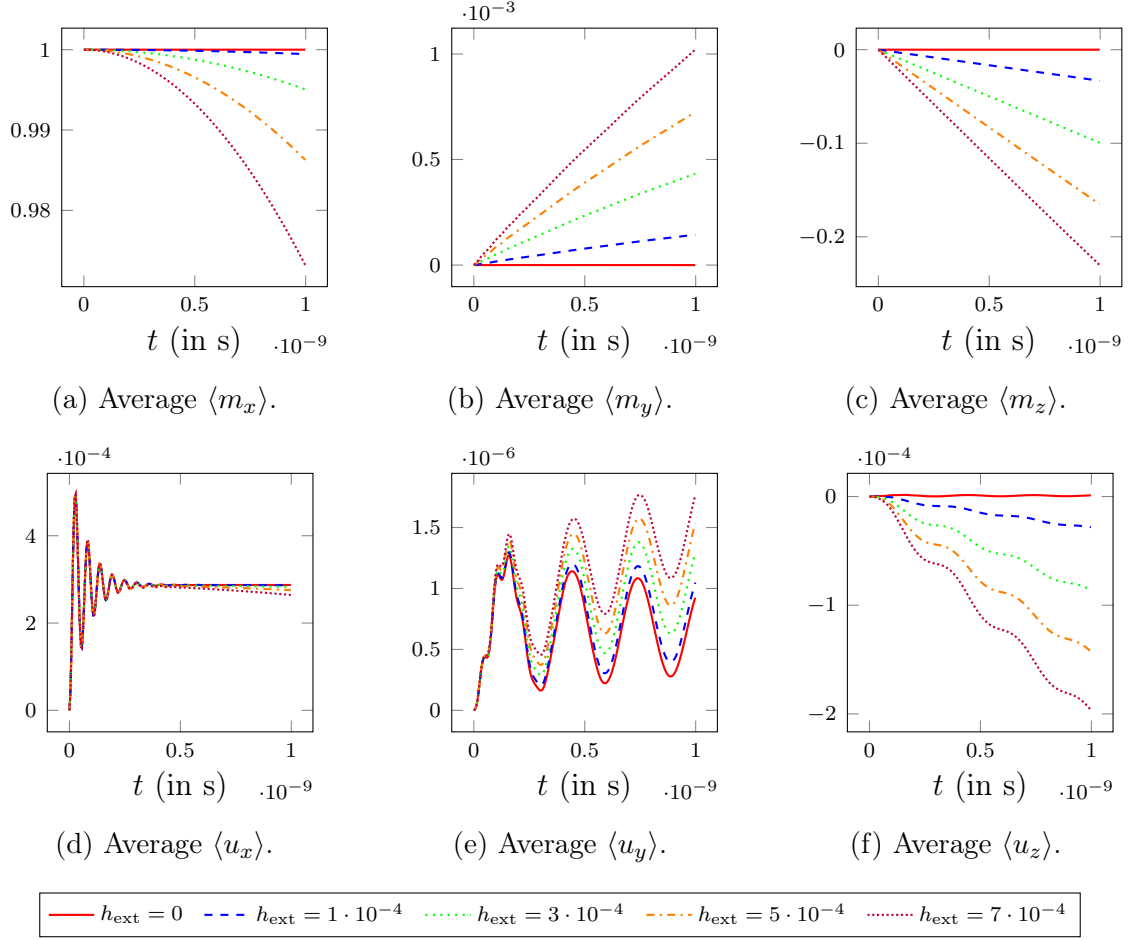 ·10⁻³
1
0.99
0.98
0 0.5 1
t (in s) ·10⁻⁹
(a) Average ⟨mₓ⟩.
1
0.5
0
0 0.5 1
t (in s) ·10⁻⁹
(b) Average ⟨m_y⟩.
0
−0.1
−0.2
0 0.5 1
t (in s) ·10⁻⁹
(c) Average ⟨m_z⟩.
·10⁻⁴
4
2
0
0 0.5 1
t (in s) ·10⁻⁹
(d) Average ⟨uₓ⟩.
·10⁻⁶
1.5
1
0.5
0
0 0.5 1
t (in s) ·10⁻⁹
(e) Average ⟨u_y⟩.
·10⁻⁴
0
−1
−2
0 0.5 1
t (in s) ·10⁻⁹
(f) Average ⟨u_z⟩.
h_ext = 0 h_ext = 1 · 10⁻⁴ h_ext = 3 · 10⁻⁴ h_ext = 5 · 10⁻⁴ h_ext = 7 · 10⁻⁴